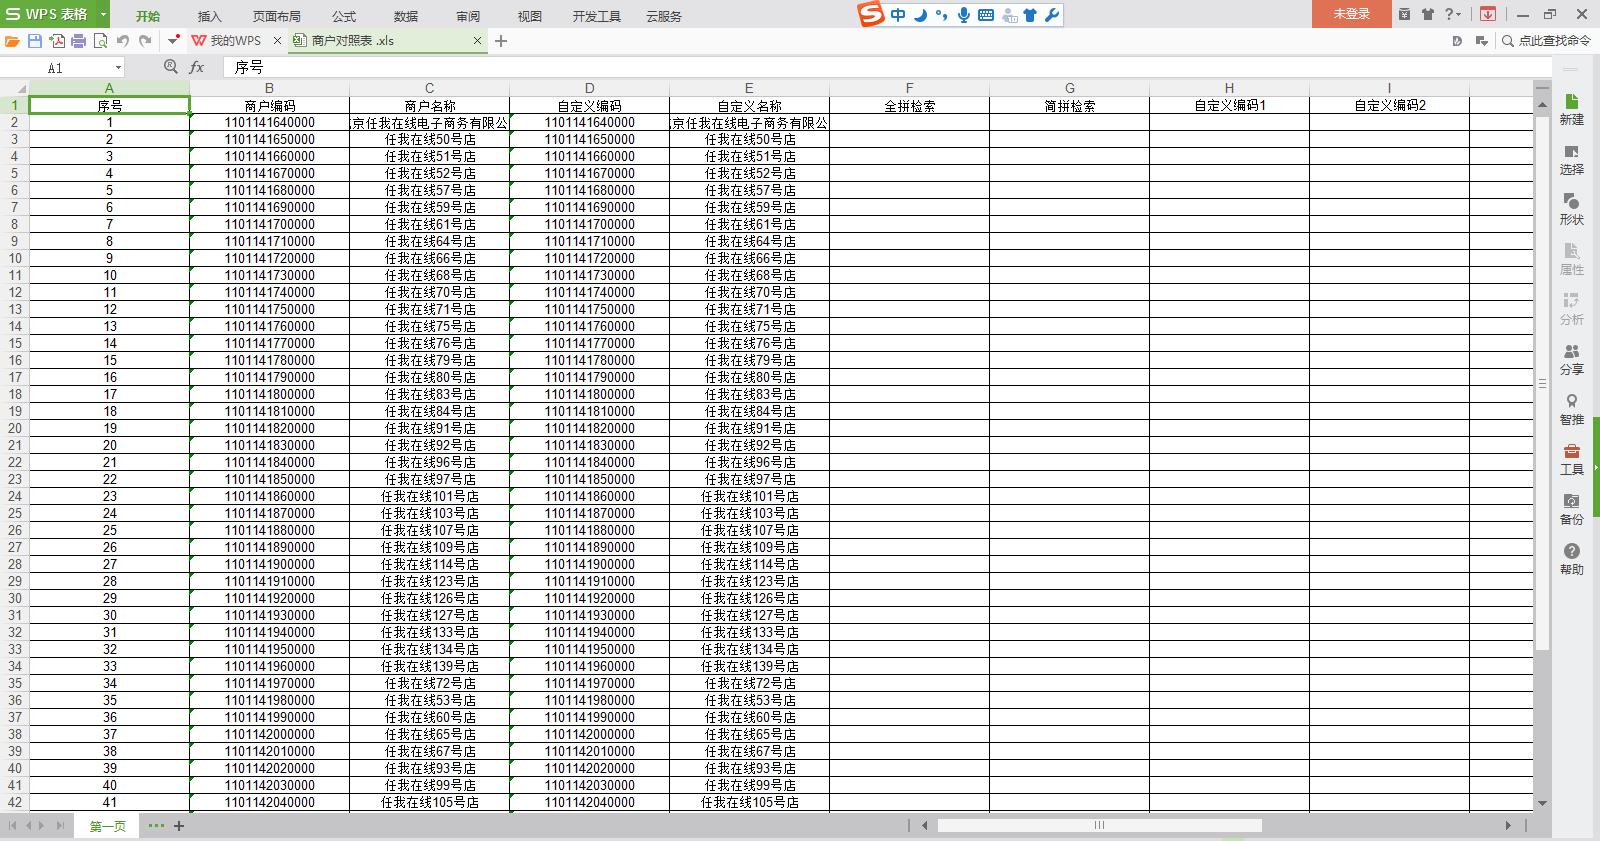 WPS 表格 开始 插入 页面布局 公式 数据 审阅 视图 开发工具 云服务 中 未登录
我的WPS 商户对照表 .xls 点此查找命令
A1 fx 序号
A B C D E F G H I
1 序号 商户编码 商户名称 自定义编码 自定义名称 全拼检索 简拼检索 自定义编码1 自定义编码2
2 1 1101141640000 京任我在线电子商务有限公 1101141640000 京任我在线电子商务有限公
3 2 1101141650000 任我在线50号店 1101141650000 任我在线50号店
4 3 1101141660000 任我在线51号店 1101141660000 任我在线51号店
5 4 1101141670000 任我在线52号店 1101141670000 任我在线52号店
6 5 1101141680000 任我在线57号店 1101141680000 任我在线57号店
7 6 1101141690000 任我在线59号店 1101141690000 任我在线59号店
8 7 1101141700000 任我在线61号店 1101141700000 任我在线61号店
9 8 1101141710000 任我在线64号店 1101141710000 任我在线64号店
10 9 1101141720000 任我在线66号店 1101141720000 任我在线66号店
11 10 1101141730000 任我在线68号店 1101141730000 任我在线68号店
12 11 1101141740000 任我在线70号店 1101141740000 任我在线70号店
13 12 1101141750000 任我在线71号店 1101141750000 任我在线71号店
14 13 1101141760000 任我在线75号店 1101141760000 任我在线75号店
15 14 1101141770000 任我在线76号店 1101141770000 任我在线76号店
16 15 1101141780000 任我在线79号店 1101141780000 任我在线79号店
17 16 1101141790000 任我在线80号店 1101141790000 任我在线80号店
18 17 1101141800000 任我在线83号店 1101141800000 任我在线83号店
19 18 1101141810000 任我在线84号店 1101141810000 任我在线84号店
20 19 1101141820000 任我在线91号店 1101141820000 任我在线91号店
21 20 1101141830000 任我在线92号店 1101141830000 任我在线92号店
22 21 1101141840000 任我在线96号店 1101141840000 任我在线96号店
23 22 1101141850000 任我在线97号店 1101141850000 任我在线97号店
24 23 1101141860000 任我在线101号店 1101141860000 任我在线101号店
25 24 1101141870000 任我在线103号店 1101141870000 任我在线103号店
26 25 1101141880000 任我在线107号店 1101141880000 任我在线107号店
27 26 1101141890000 任我在线109号店 1101141890000 任我在线109号店
28 27 1101141900000 任我在线114号店 1101141900000 任我在线114号店
29 28 1101141910000 任我在线123号店 1101141910000 任我在线123号店
30 29 1101141920000 任我在线126号店 1101141920000 任我在线126号店
31 30 1101141930000 任我在线127号店 1101141930000 任我在线127号店
32 31 1101141940000 任我在线133号店 1101141940000 任我在线133号店
33 32 1101141950000 任我在线134号店 1101141950000 任我在线134号店
34 33 1101141960000 任我在线139号店 1101141960000 任我在线139号店
35 34 1101141970000 任我在线72号店 1101141970000 任我在线72号店
36 35 1101141980000 任我在线53号店 1101141980000 任我在线53号店
37 36 1101141990000 任我在线60号店 1101141990000 任我在线60号店
38 37 1101142000000 任我在线65号店 1101142000000 任我在线65号店
39 38 1101142010000 任我在线67号店 1101142010000 任我在线67号店
40 39 1101142020000 任我在线93号店 1101142020000 任我在线93号店
41 40 1101142030000 任我在线99号店 1101142030000 任我在线99号店
42 41 1101142040000 任我在线105号店 1101142040000 任我在线105号店
第一页
新建
选择
形状
属性
分析
分享
智推
工具
备份
帮助